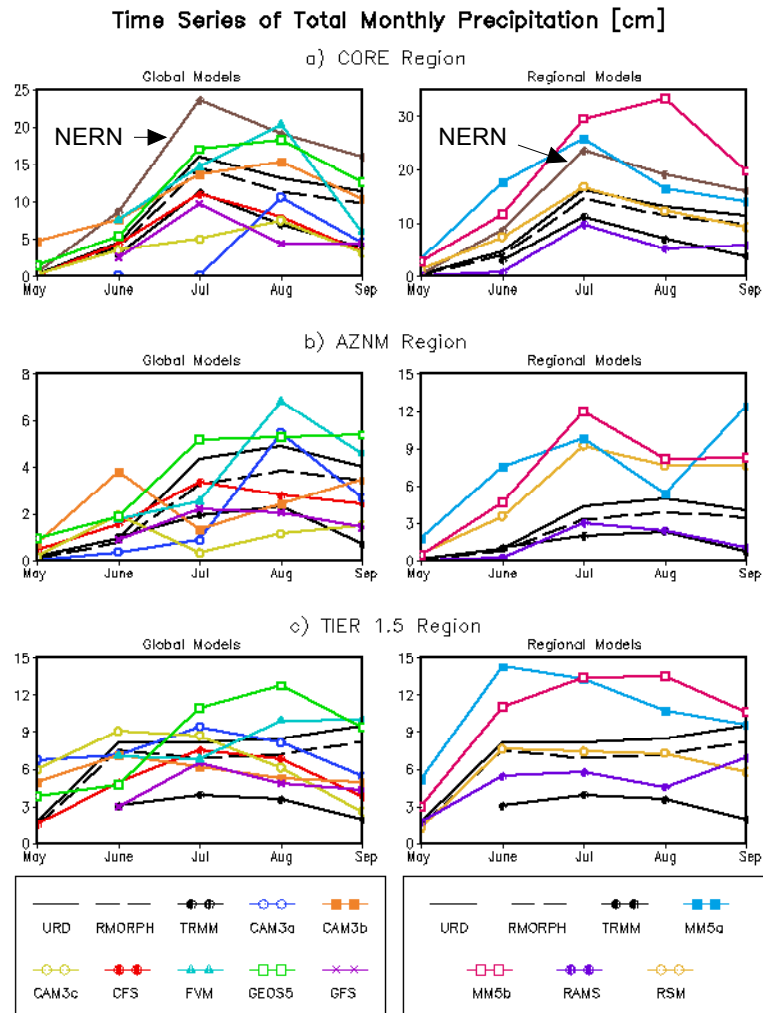 Time Series of Total Monthly Precipitation [cm]
a) CORE Region
Global Models
Regional Models
25
20
15
10
5
0
NERN
May June Jul Aug Sep
30
20
10
0
NERN
May June Jul Aug Sep
b) AZNM Region
Global Models
Regional Models
8
6
4
2
0
May June Jul Aug Sep
15
12
9
6
3
0
May June Jul Aug Sep
c) TIER 1.5 Region
Global Models
Regional Models
15
12
9
6
3
0
May June Jul Aug Sep
15
12
9
6
3
0
May June Jul Aug Sep
URD RMORPH TRMM CAM3a CAM3b
CAM3c CFS FVM GEOS5 GFS
URD RMORPH TRMM MM5a
MM5b RAMS RSM